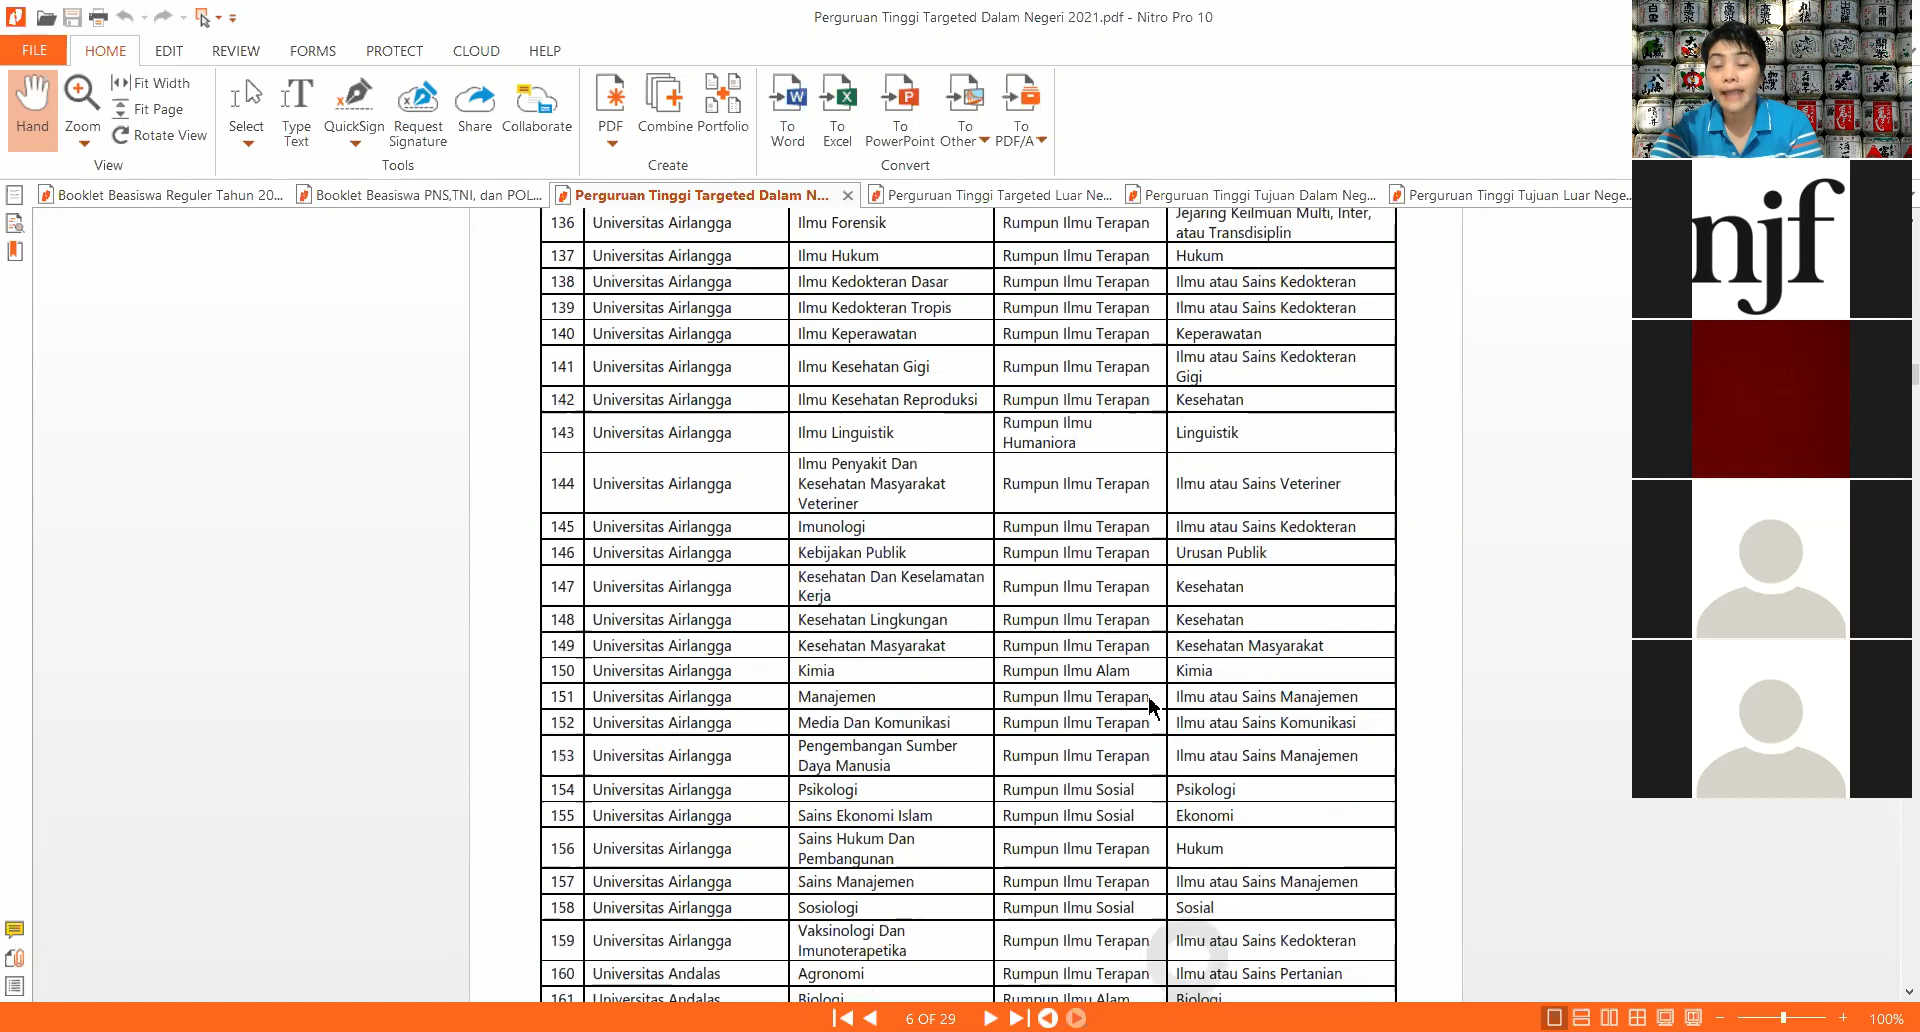 Perguruan Tinggi Targeted Dalam Negeri 2021.pdf - Nitro Pro 10
FILE HOME EDIT REVIEW FORMS PROTECT CLOUD HELP
Hand
Zoom
Fit Width
Fit Page
Rotate View
View
Select
Type Text
QuickSign
Request Signature
Share
Collaborate
Tools
PDF
Combine
Portfolio
Create
To Word
To Excel
To PowerPoint
To Other
To PDF/A
Convert
Booklet Beasiswa Reguler Tahun 20...
Booklet Beasiswa PNS,TNI, dan POL...
Perguruan Tinggi Targeted Dalam N...
Perguruan Tinggi Targeted Luar Ne...
Perguruan Tinggi Tujuan Dalam Neg...
Perguruan Tinggi Tujuan Luar Nege...
136 Universitas Airlangga Ilmu Forensik Rumpun Ilmu Terapan Jejaring Keilmuan Multi, Inter, atau Transdisiplin
137 Universitas Airlangga Ilmu Hukum Rumpun Ilmu Terapan Hukum
138 Universitas Airlangga Ilmu Kedokteran Dasar Rumpun Ilmu Terapan Ilmu atau Sains Kedokteran
139 Universitas Airlangga Ilmu Kedokteran Tropis Rumpun Ilmu Terapan Ilmu atau Sains Kedokteran
140 Universitas Airlangga Ilmu Keperawatan Rumpun Ilmu Terapan Keperawatan
141 Universitas Airlangga Ilmu Kesehatan Gigi Rumpun Ilmu Terapan Ilmu atau Sains Kedokteran Gigi
142 Universitas Airlangga Ilmu Kesehatan Reproduksi Rumpun Ilmu Terapan Kesehatan
143 Universitas Airlangga Ilmu Linguistik Rumpun Ilmu Humaniora Linguistik
144 Universitas Airlangga Ilmu Penyakit Dan Kesehatan Masyarakat Veteriner Rumpun Ilmu Terapan Ilmu atau Sains Veteriner
145 Universitas Airlangga Imunologi Rumpun Ilmu Terapan Ilmu atau Sains Kedokteran
146 Universitas Airlangga Kebijakan Publik Rumpun Ilmu Terapan Urusan Publik
147 Universitas Airlangga Kesehatan Dan Keselamatan Kerja Rumpun Ilmu Terapan Kesehatan
148 Universitas Airlangga Kesehatan Lingkungan Rumpun Ilmu Terapan Kesehatan
149 Universitas Airlangga Kesehatan Masyarakat Rumpun Ilmu Terapan Kesehatan Masyarakat
150 Universitas Airlangga Kimia Rumpun Ilmu Alam Kimia
151 Universitas Airlangga Manajemen Rumpun Ilmu Terapan Ilmu atau Sains Manajemen
152 Universitas Airlangga Media Dan Komunikasi Rumpun Ilmu Terapan Ilmu atau Sains Komunikasi
153 Universitas Airlangga Pengembangan Sumber Daya Manusia Rumpun Ilmu Terapan Ilmu atau Sains Manajemen
154 Universitas Airlangga Psikologi Rumpun Ilmu Sosial Psikologi
155 Universitas Airlangga Sains Ekonomi Islam Rumpun Ilmu Sosial Ekonomi
156 Universitas Airlangga Sains Hukum Dan Pembangunan Rumpun Ilmu Terapan Hukum
157 Universitas Airlangga Sains Manajemen Rumpun Ilmu Terapan Ilmu atau Sains Manajemen
158 Universitas Airlangga Sosiologi Rumpun Ilmu Sosial Sosial
159 Universitas Airlangga Vaksinologi Dan Imunoterapetika Rumpun Ilmu Terapan Ilmu atau Sains Kedokteran
160 Universitas Andalas Agronomi Rumpun Ilmu Terapan Ilmu atau Sains Pertanian
161 Universitas Andalas Biologi Rumpun Ilmu Alam Biologi
6 OF 29
100%
njf